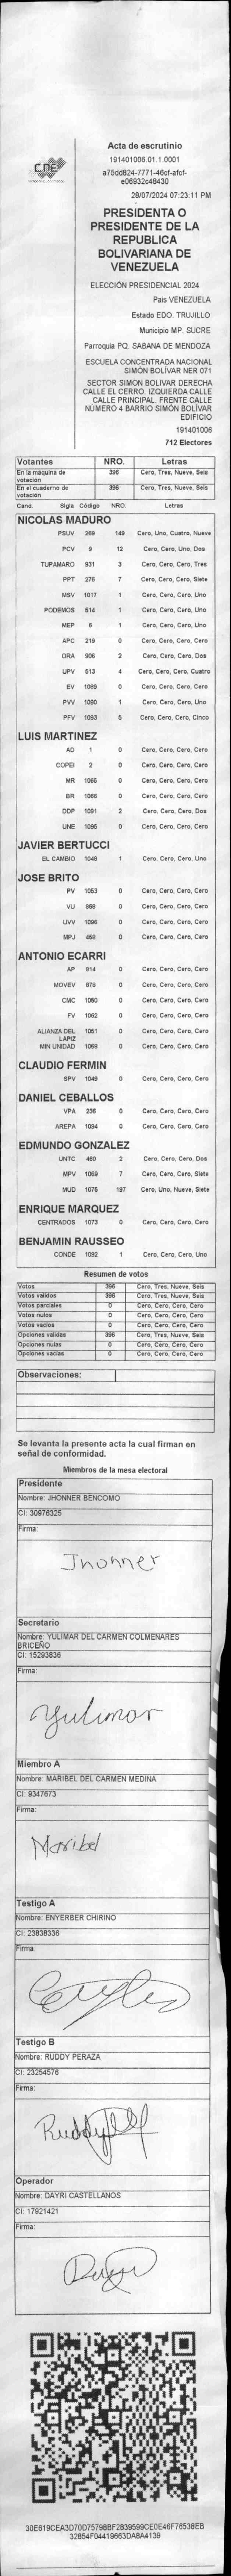 CNE
Acta de escrutinio
191401006.01.1.0001
a75dd824-7771-46cf-afcf-
e06932c48430
28/07/2024 07:23:11 PM
PRESIDENTA O
PRESIDENTE DE LA
REPUBLICA
BOLIVARIANA DE
VENEZUELA
ELECCIÓN PRESIDENCIAL 2024
Pais VENEZUELA
Estado EDO. TRUJILLO
Municipio MP. SUCRE
Parroquia PQ. SABANA DE MENDOZA
ESCUELA CONCENTRADA NACIONAL
SIMÓN BOLÍVAR NER 071
SECTOR SIMON BOLIVAR DERECHA
CALLE EL CERRO. IZQUIERDA CALLE
CALLE PRINCIPAL. FRENTE CALLE
NÚMERO 4 BARRIO SIMÓN BOLÍVAR
EDIFICIO
191401006
712 Electores
Votantes NRO. Letras
En la maquina de votación 396 Cero, Tres, Nueve, Seis
En el cuaderno de votación 396 Cero, Tres, Nueve, Seis
Cand. Sigla Código NRO. Letras
NICOLAS MADURO
PSUV 269 149 Cero, Uno, Cuatro, Nueve
PCV 9 12 Cero, Cero, Uno, Dos
TUPAMARO 931 3 Cero, Cero, Cero, Tres
PPT 276 7 Cero, Cero, Cero, Siete
MSV 1017 1 Cero, Cero, Cero, Uno
PODEMOS 514 1 Cero, Cero, Cero, Uno
MEP 6 1 Cero, Cero, Cero, Uno
APC 219 0 Cero, Cero, Cero, Cero
ORA 906 2 Cero, Cero, Cero, Dos
UPV 513 4 Cero, Cero, Cero, Cuatro
EV 1089 0 Cero, Cero, Cero, Cero
PVV 1090 1 Cero, Cero, Cero, Uno
PFV 1093 5 Cero, Cero, Cero, Cinco
LUIS MARTINEZ
AD 1 0 Cero, Cero, Cero, Cero
COPEI 2 0 Cero, Cero, Cero, Cero
MR 1065 0 Cero, Cero, Cero, Cero
BR 1066 0 Cero, Cero, Cero, Cero
DDP 1091 2 Cero, Cero, Cero, Dos
UNE 1095 0 Cero, Cero, Cero, Cero
JAVIER BERTUCCI
EL CAMBIO 1048 1 Cero, Cero, Cero, Uno
JOSE BRITO
PV 1053 0 Cero, Cero, Cero, Cero
VU 968 0 Cero, Cero, Cero, Cero
UVV 1096 0 Cero, Cero, Cero, Cero
MPJ 458 0 Cero, Cero, Cero, Cero
ANTONIO ECARRI
AP 914 0 Cero, Cero, Cero, Cero
MOVEV 979 0 Cero, Cero, Cero, Cero
CMC 1050 0 Cero, Cero, Cero, Cero
FV 1082 0 Cero, Cero, Cero, Cero
ALIANZA DEL LAPIZ 1051 0 Cero, Cero, Cero, Cero
MIN UNIDAD 1068 0 Cero, Cero, Cero, Cero
CLAUDIO FERMIN
SPV 1049 0 Cero, Cero, Cero, Cero
DANIEL CEBALLOS
VPA 236 0 Cero, Cero, Cero, Cero
AREPA 1094 0 Cero, Cero, Cero, Cero
EDMUNDO GONZALEZ
UNTC 460 2 Cero, Cero, Cero, Dos
MPV 1069 7 Cero, Cero, Cero, Siete
MUD 1075 197 Cero, Uno, Nueve, Siete
ENRIQUE MARQUEZ
CENTRADOS 1073 0 Cero, Cero, Cero, Cero
BENJAMIN RAUSSEO
CONDE 1092 1 Cero, Cero, Cero, Uno
Resumen de votos
Votos 396 Cero, Tres, Nueve, Seis
Votos validos 396 Cero, Tres, Nueve, Seis
Votos parciales 0 Cero, Cero, Cero, Cero
Votos nulos 0 Cero, Cero, Cero, Cero
Votos vacios 0 Cero, Cero, Cero, Cero
Opciones validas 396 Cero, Tres, Nueve, Seis
Opciones nulas 0 Cero, Cero, Cero, Cero
Opciones vacias 0 Cero, Cero, Cero, Cero
Observaciones:
Se levanta la presente acta la cual firman en
señal de conformidad.
Miembros de la mesa electoral
Presidente
Nombre: JHONNER BENCOMO
CI: 30976325
Firma:
Jhonner
Secretario
Nombre: YULIMAR DEL CARMEN COLMENARES
BRICEÑO
CI: 15293836
Firma:
Yulimar
Miembro A
Nombre: MARIBEL DEL CARMEN MEDINA
CI: 9347673
Firma:
Maribel
Testigo A
Nombre: ENYERBER CHIRINO
CI: 23838336
Firma:
Testigo B
Nombre: RUDDY PERAZA
CI: 23254576
Firma:
Ruddy
Operador
Nombre: DAYRI CASTELLANOS
CI: 17921421
Firma:
30E619CEA3D70D75798BF2839599CE0E46F76538EB
32854F04419663DA8A4139